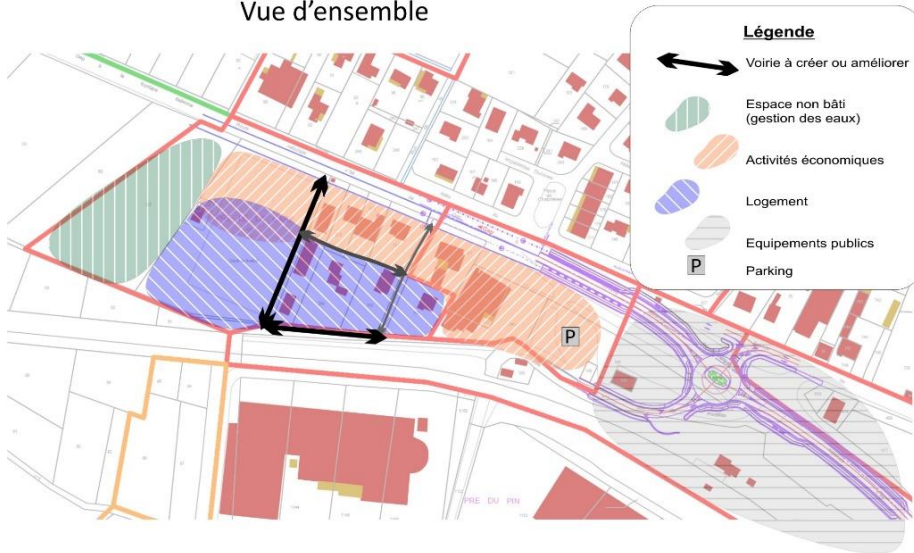 Vue d'ensemble
Légende
Voirie à créer ou améliorer
Espace non bâti
(gestion des eaux)
Activités économiques
Logement
Equipements publics
P
Parking
P
PRE DU PIN